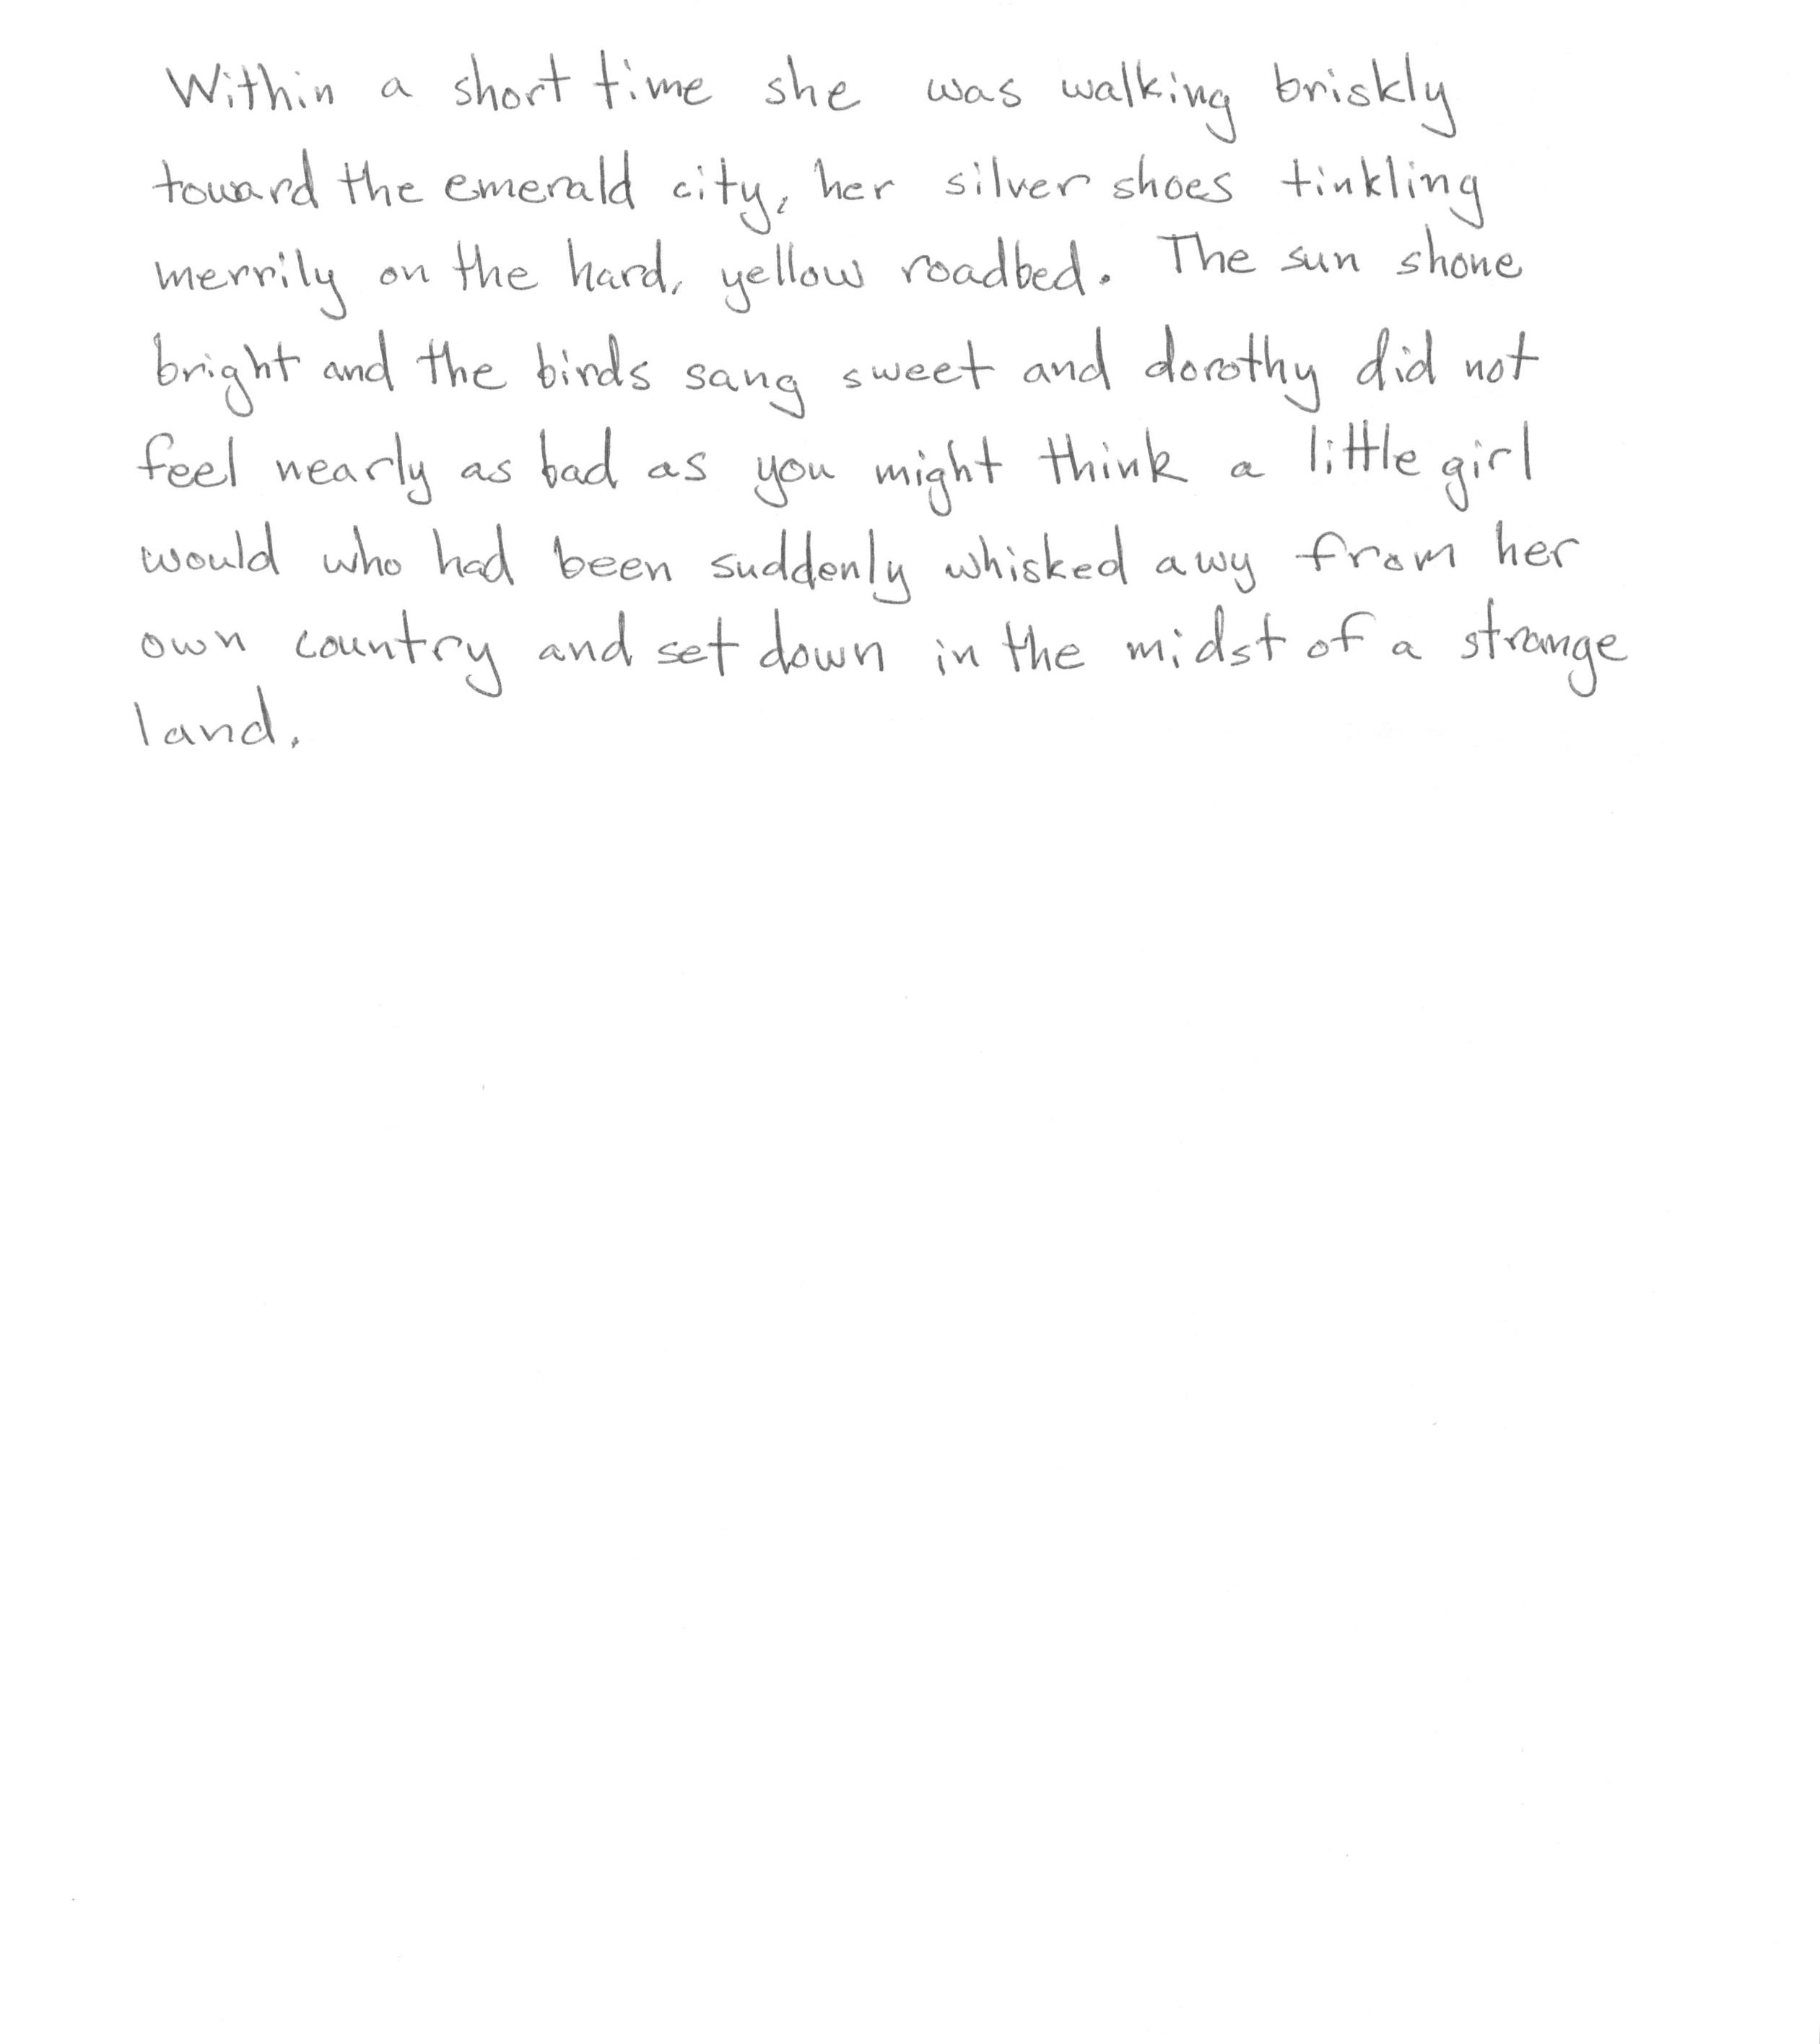 Within a short time she was walking briskly
toward the emerald city, her silver shoes tinkling
merrily on the hard, yellow roadbed. The sun shone
bright and the birds sang sweet and dorothy did not
feel nearly as bad as you might think a little girl
would who had been suddenly whisked awy from her
own country and set down in the midst of a strange
land.